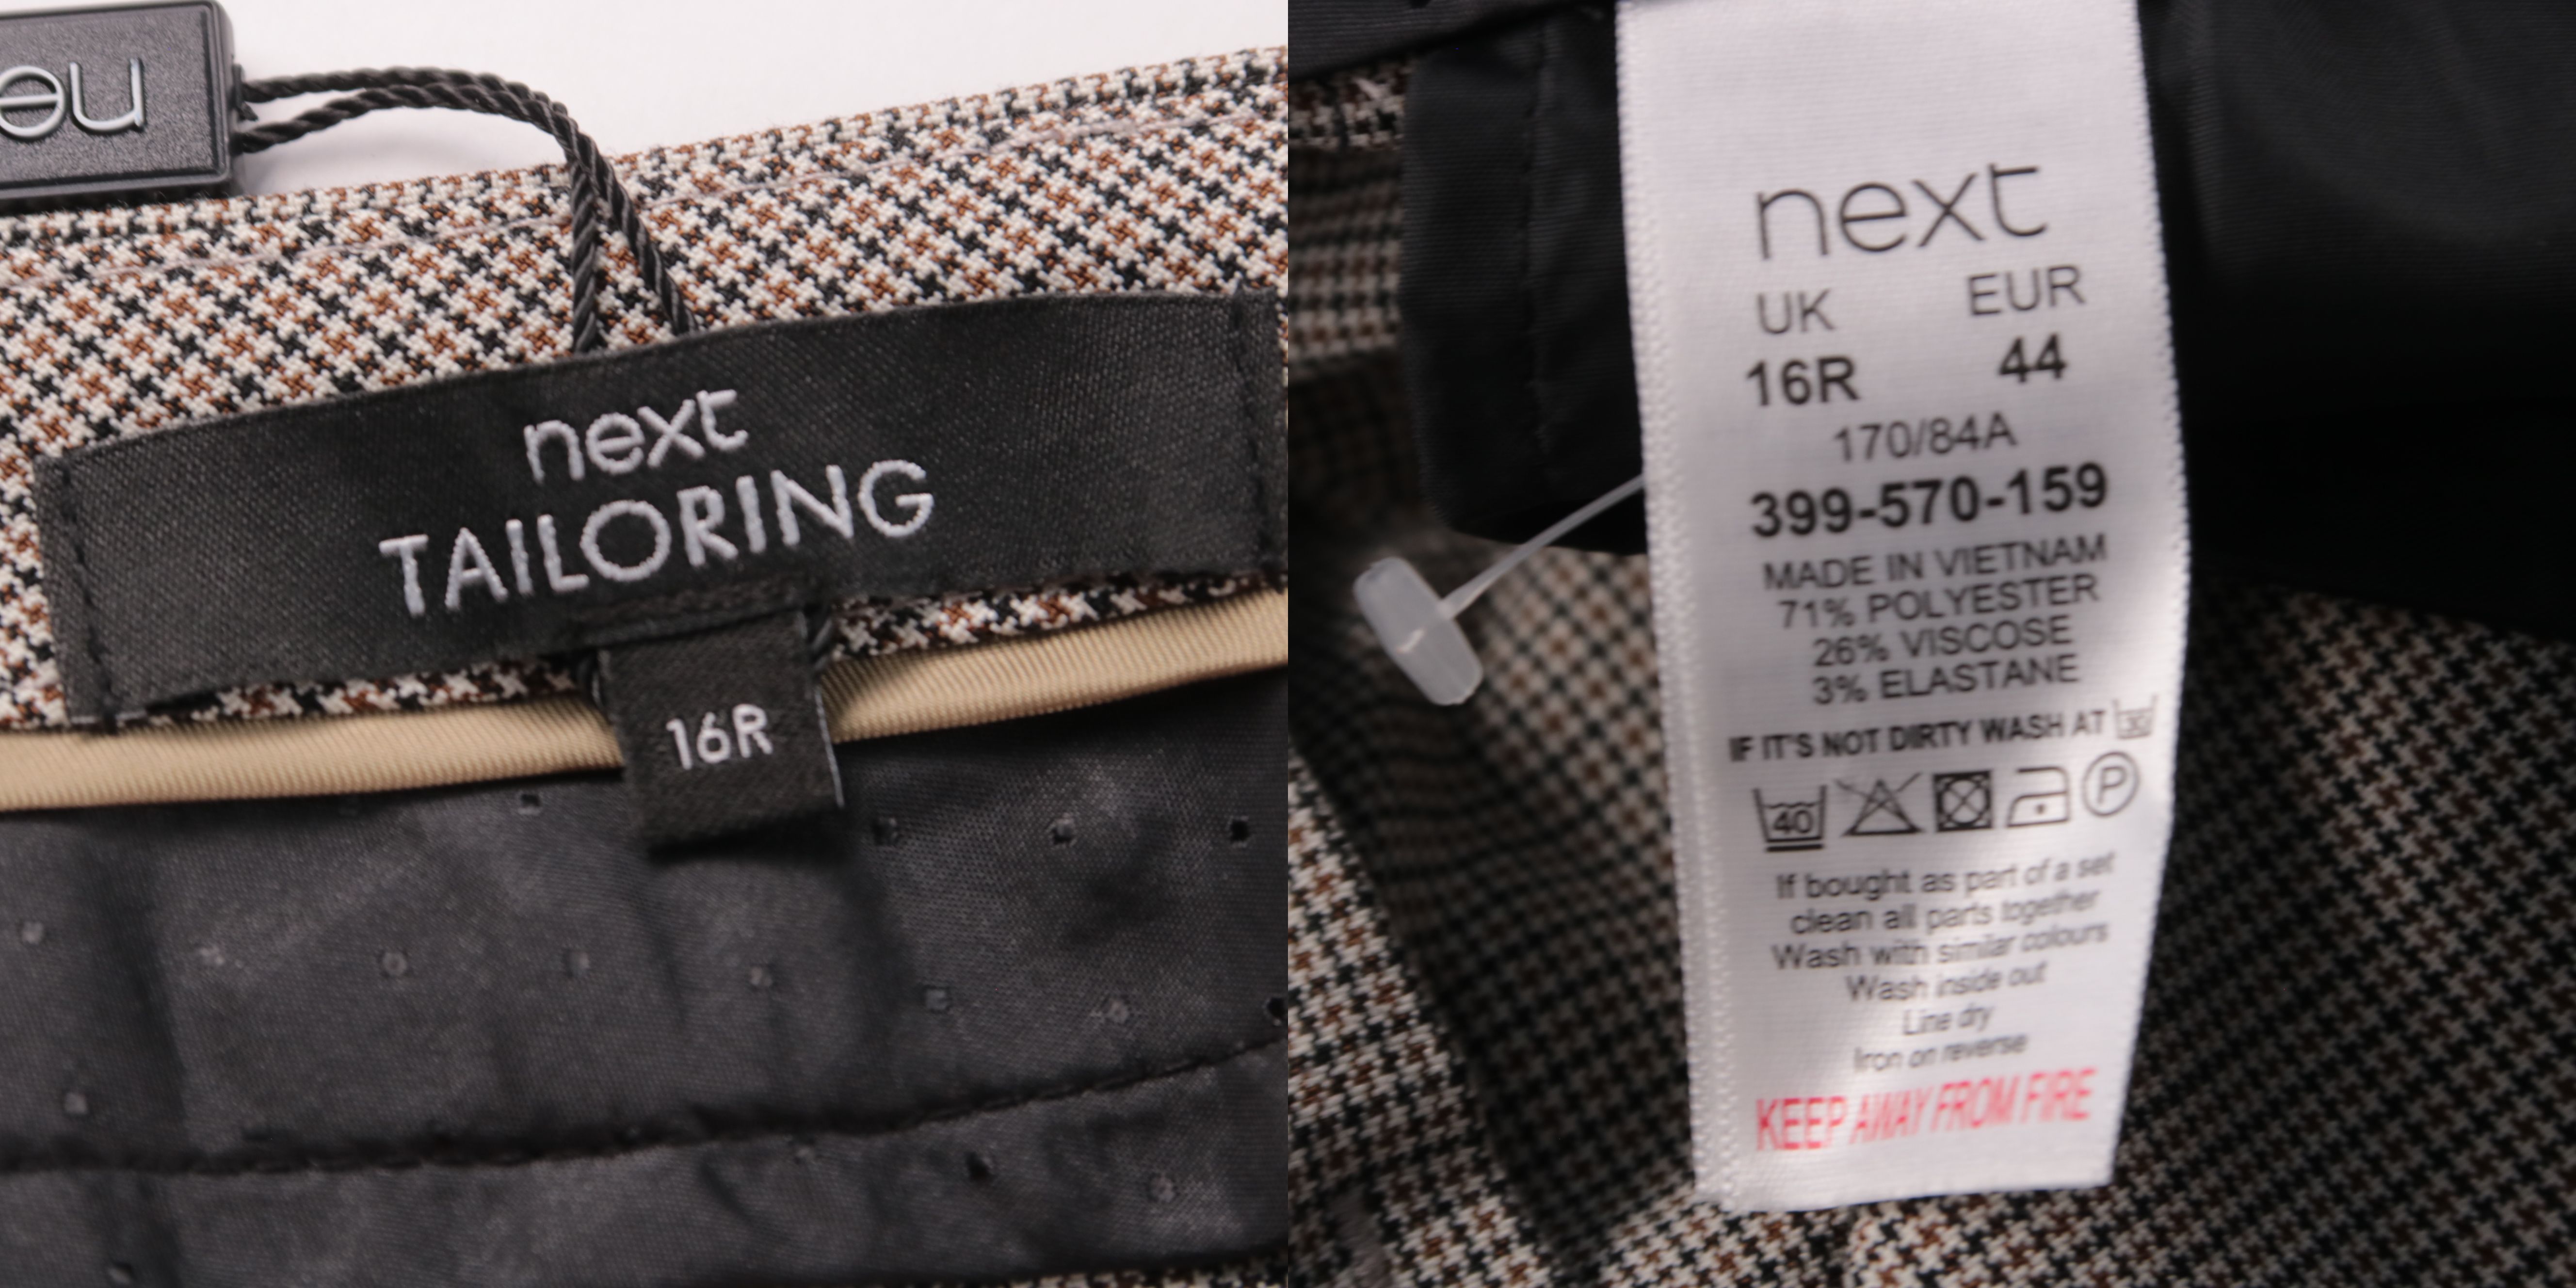 ne
next
TAILORING
16R
next
UK EUR
16R 44
170/84A
399-570-159
MADE IN VIETNAM
71% POLYESTER
26% VISCOSE
3% ELASTANE
IF IT'S NOT DIRTY WASH AT 30
40 P
If bought as part of a set
clean all parts together
Wash with similar colours
Wash inside out
Line dry
Iron on reverse
KEEP AWAY FROM FIRE